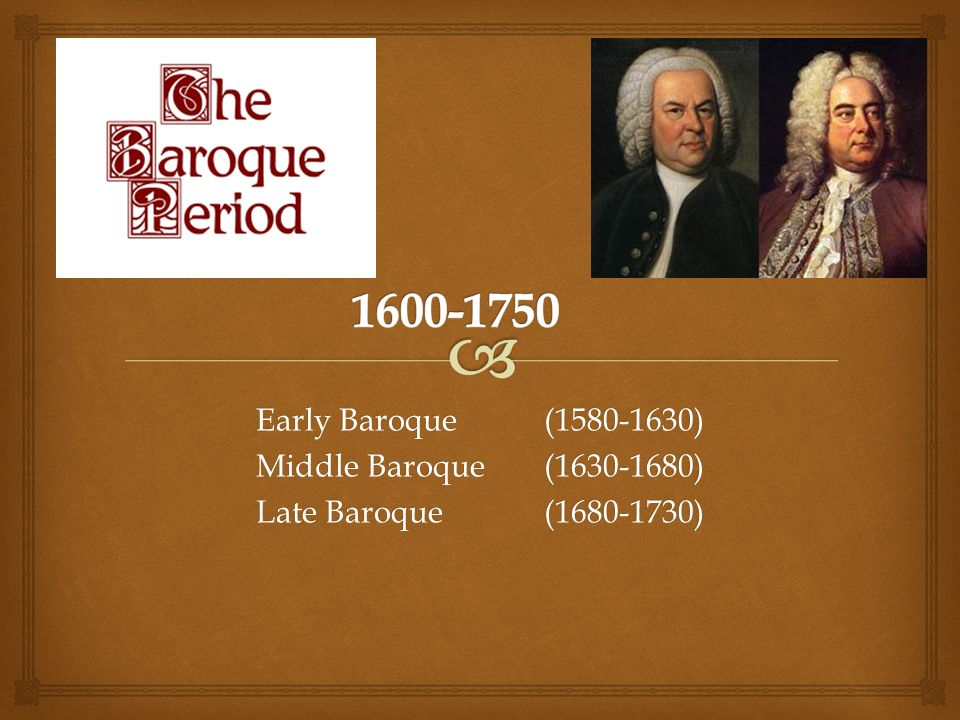 The
Baroque
Period
1600-1750
Early Baroque (1580-1630)
Middle Baroque (1630-1680)
Late Baroque (1680-1730)